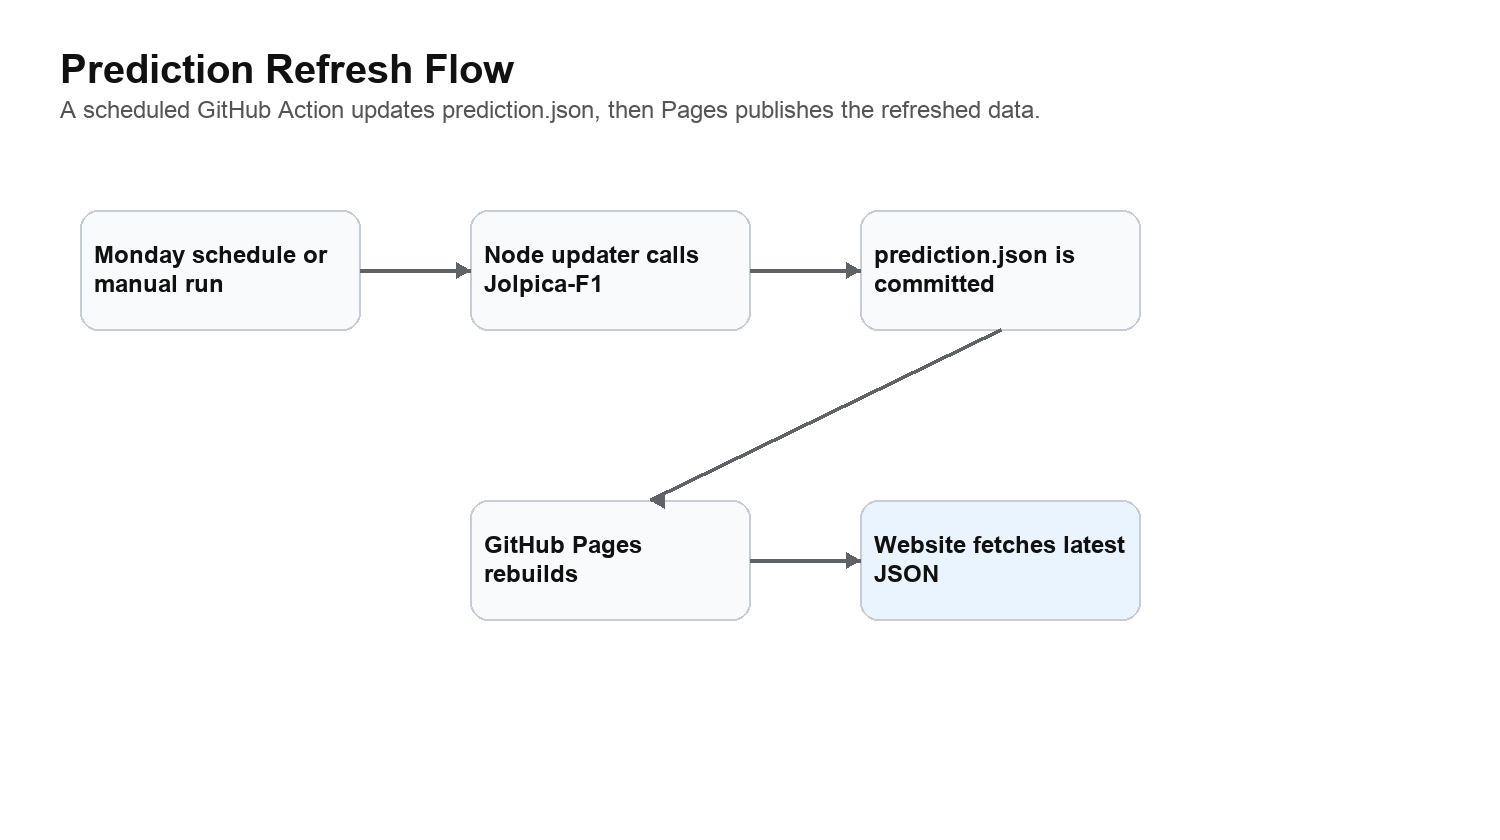 Prediction Refresh Flow
A scheduled GitHub Action updates prediction.json, then Pages publishes the refreshed data.
Monday schedule or
manual run
Node updater calls
Jolpica-F1
prediction.json is
committed
GitHub Pages
rebuilds
Website fetches latest
JSON